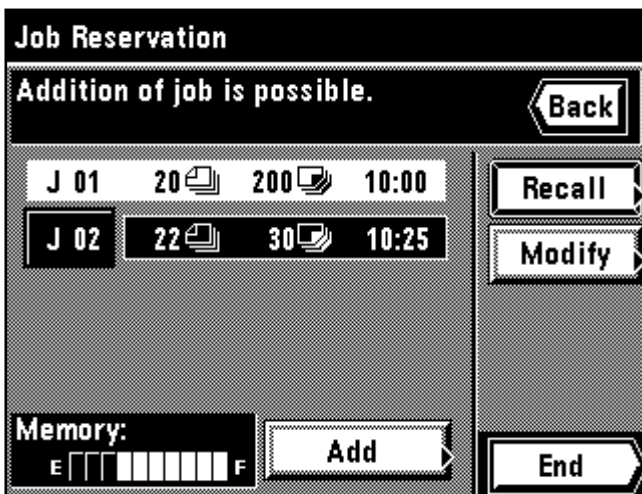 Job Reservation
Addition of job is possible.
Back
J 01 20 200 10:00
Recall
J 02 22 30 10:25
Modify
Memory:
E F
Add
End